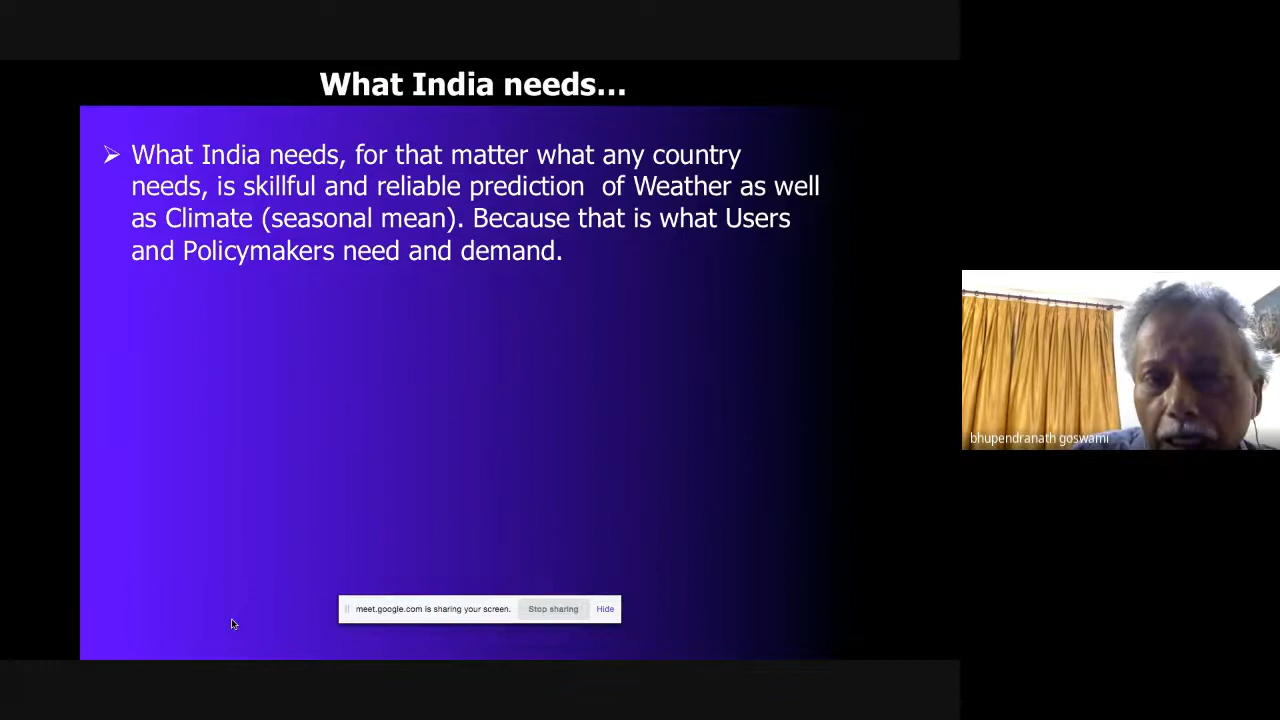 What India needs...
➢ What India needs, for that matter what any country
needs, is skillful and reliable prediction  of Weather as well
as Climate (seasonal mean). Because that is what Users
and Policymakers need and demand.
bhupendranath goswami
meet.google.com is sharing your screen.
Stop sharing
Hide